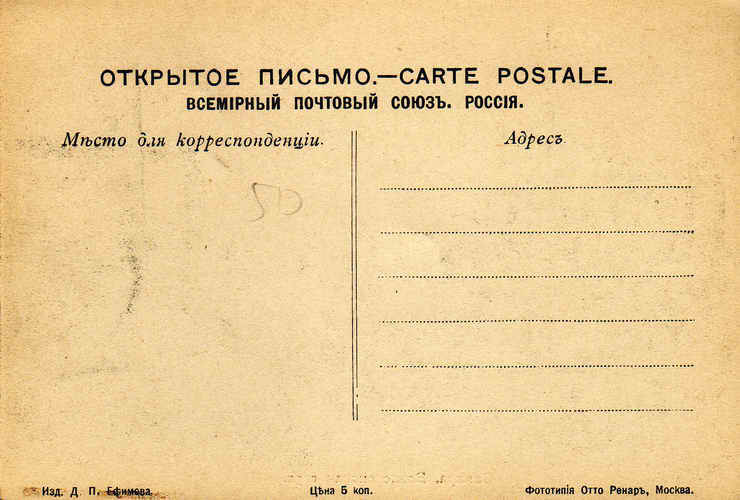 ОТКРЫТОЕ ПИСЬМО.—CARTE POSTALE.
ВСЕМІРНЫЙ ПОЧТОВЫЙ СОЮЗЪ. РОССІЯ.
Мѣсто для корреспонденціи.
Адресъ
50
Изд. Д. П. Ефимова.
Цѣна 5 коп.
Фототипія Отто Ренаръ, Москва.